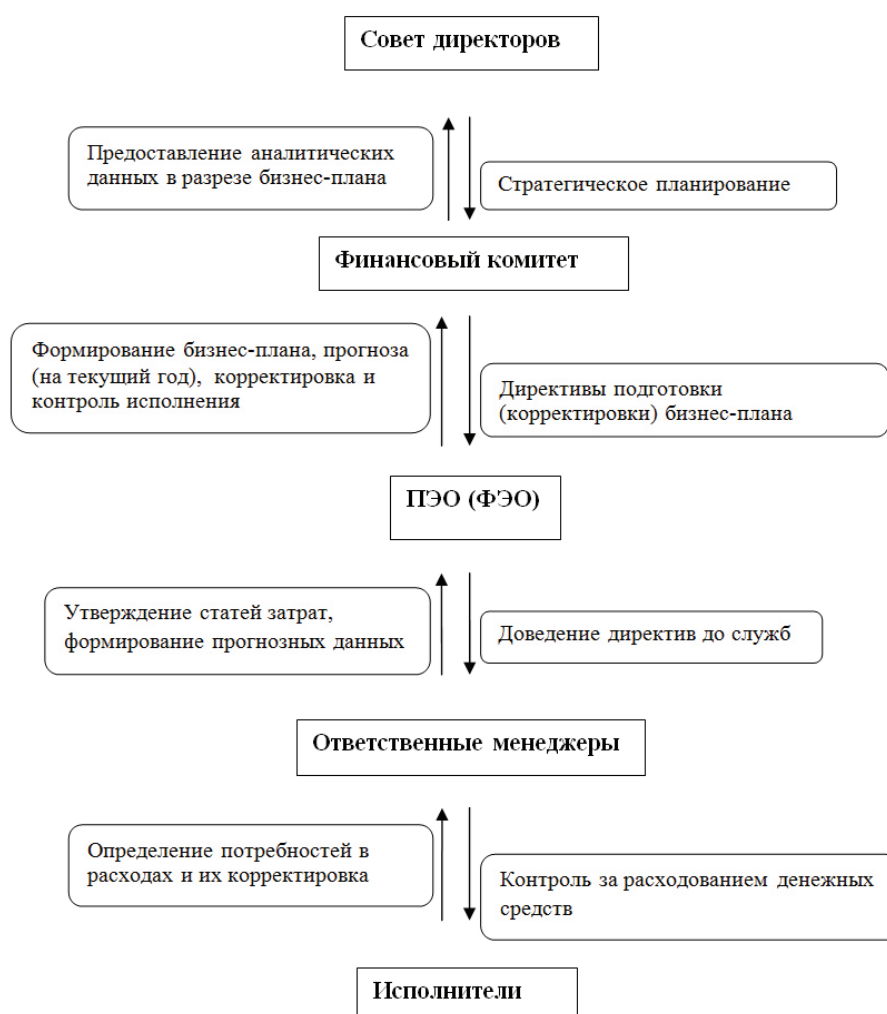 Совет директоров
Предоставление аналитических
данных в разрезе бизнес-плана
Стратегическое планирование
Финансовый комитет
Формирование бизнес-плана, прогноза
(на текущий год), корректировка и
контроль исполнения
Директивы подготовки
(корректировки) бизнес-плана
ПЭО (ФЭО)
Утверждение статей затрат,
формирование прогнозных данных
Доведение директив до служб
Ответственные менеджеры
Определение потребностей в
расходах и их корректировка
Контроль за расходованием денежных
средств
Исполнители